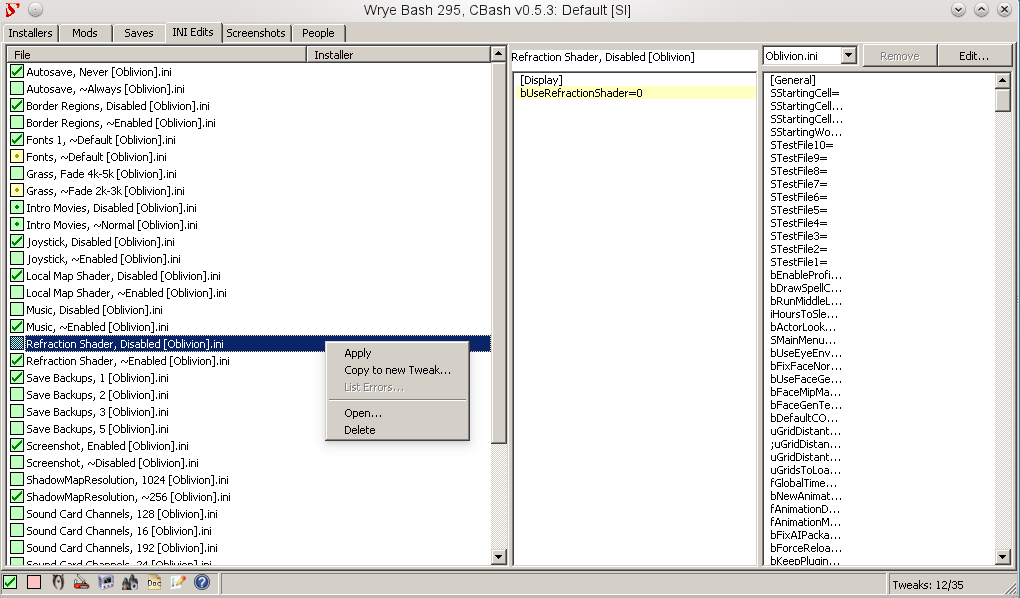 Wrye Bash 295, CBash v0.5.3: Default [SI]
Installers Mods Saves INI Edits Screenshots People
File Installer
Autosave, Never [Oblivion].ini
Autosave, ~Always [Oblivion].ini
Border Regions, Disabled [Oblivion].ini
Border Regions, ~Enabled [Oblivion].ini
Fonts 1, ~Default [Oblivion].ini
Fonts, ~Default [Oblivion].ini
Grass, Fade 4k-5k [Oblivion].ini
Grass, ~Fade 2k-3k [Oblivion].ini
Intro Movies, Disabled [Oblivion].ini
Intro Movies, ~Normal [Oblivion].ini
Joystick, Disabled [Oblivion].ini
Joystick, ~Enabled [Oblivion].ini
Local Map Shader, Disabled [Oblivion].ini
Local Map Shader, ~Enabled [Oblivion].ini
Music, Disabled [Oblivion].ini
Music, ~Enabled [Oblivion].ini
Refraction Shader, Disabled [Oblivion].ini
Refraction Shader, ~Enabled [Oblivion].ini
Save Backups, 1 [Oblivion].ini
Save Backups, 2 [Oblivion].ini
Save Backups, 3 [Oblivion].ini
Save Backups, 5 [Oblivion].ini
Screenshot, Enabled [Oblivion].ini
Screenshot, ~Disabled [Oblivion].ini
ShadowMapResolution, 1024 [Oblivion].ini
ShadowMapResolution, ~256 [Oblivion].ini
Sound Card Channels, 128 [Oblivion].ini
Sound Card Channels, 16 [Oblivion].ini
Sound Card Channels, 192 [Oblivion].ini
Sound Card Channels, 24 [Oblivion].ini
Apply
Copy to new Tweak...
List Errors...
Open...
Delete
Refraction Shader, Disabled [Oblivion]
[Display]
bUseRefractionShader=0
Oblivion.ini Remove Edit...
[General]
SStartingCell=
SStartingCell...
SStartingCell...
SStartingWo...
STestFile10=
STestFile9=
STestFile8=
STestFile7=
STestFile6=
STestFile5=
STestFile4=
STestFile3=
STestFile2=
STestFile1=
bEnableProfi...
bDrawSpellC...
bRunMiddleL...
iHoursToSle...
bActorLook...
SMainMenu...
bUseEyeEnv...
bFixFaceNor...
bUseFaceGe...
bFaceMipMa...
bFaceGenTe...
bDefaultCO...
uGridDistant...
;uGridDistan...
uGridDistant...
uGridsToLoa...
fGlobalTime...
bNewAnimat...
fAnimationD...
fAnimationM...
bFixAIPacka...
bForceReloa...
bKeepPlugin...
Doc
Tweaks: 12/35